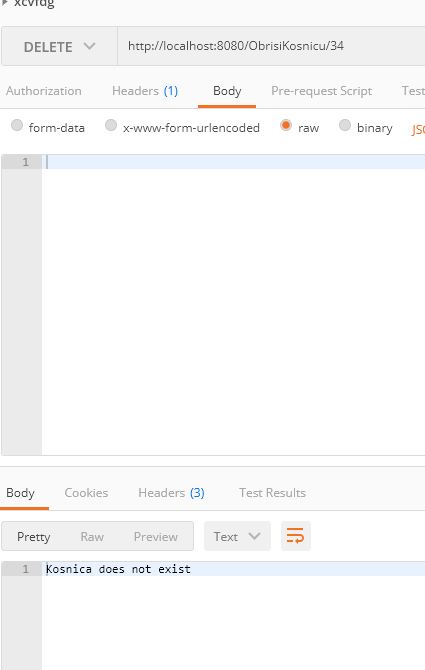 xcvfdg
DELETE http://localhost:8080/ObrisiKosnicu/34
Authorization Headers (1) Body Pre-request Script Test
form-data x-www-form-urlencoded raw binary JSO
1
Body Cookies Headers (3) Test Results
Pretty Raw Preview Text
1 Kosnica does not exist